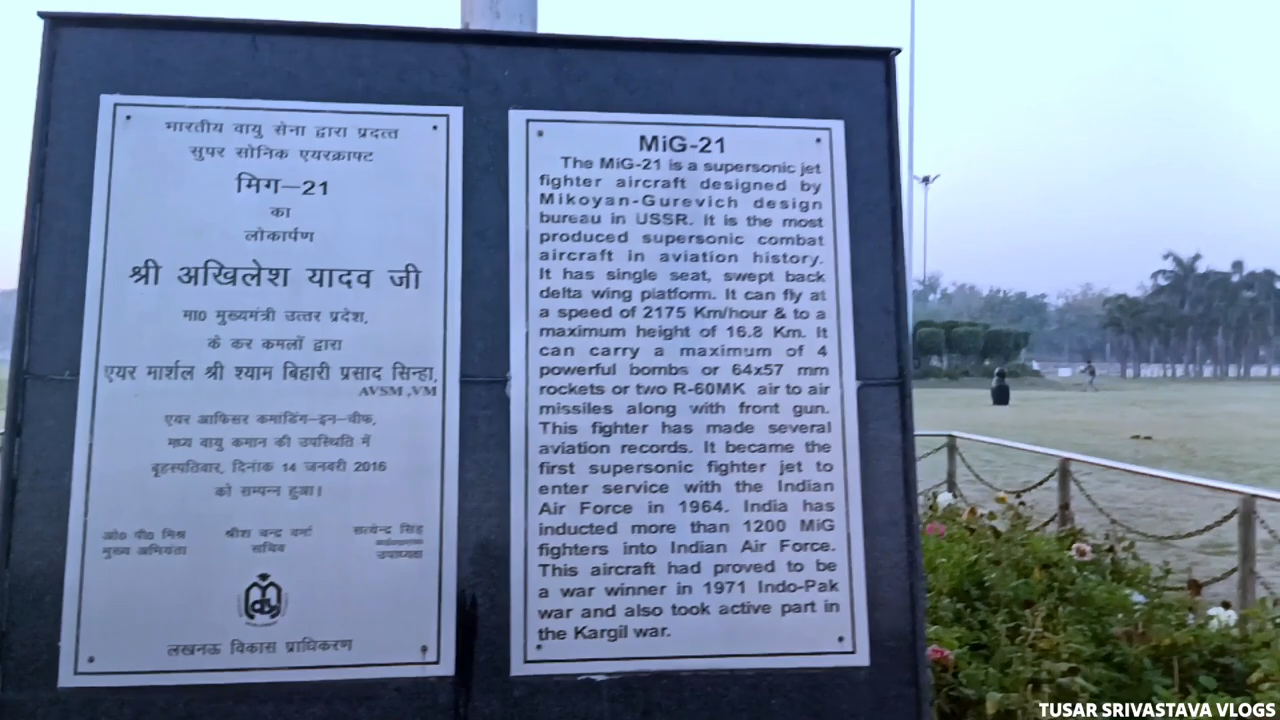 भारतीय वायु सेना द्वारा प्रदत्त
सुपर सोनिक एयरक्राफ्ट
मिग–21
का
लोकार्पण
श्री अखिलेश यादव जी
मा0 मुख्यमंत्री उत्तर प्रदेश,
के कर कमलों द्वारा
एयर मार्शल श्री श्याम बिहारी प्रसाद सिन्हा,
AVSM ,VM
एयर आफिसर कमांडिंग–इन–चीफ,
मध्य वायु कमान की उपस्थिति में
बृहस्पतिवार, दिनांक 14 जनवरी 2016
को सम्पन्न हुआ।
ओ0 पी0 मिश्र
मुख्य अभियंता
श्रीश चन्द्र वर्मा
सचिव
सत्येन्द्र सिंह
उपाध्यक्ष
लखनऊ विकास प्राधिकरण
MiG-21
The MiG-21 is a supersonic jet
fighter aircraft designed by
Mikoyan-Gurevich design
bureau in USSR. It is the most
produced supersonic combat
aircraft in aviation history.
It has single seat, swept back
delta wing platform. It can fly at
a speed of 2175 Km/hour & to a
maximum height of 16.8 Km. It
can carry a maximum of 4
powerful bombs or 64x57 mm
rockets or two R-60MK air to air
missiles along with front gun.
This fighter has made several
aviation records. It became the
first supersonic fighter jet to
enter service with the Indian
Air Force in 1964. India has
inducted more than 1200 MiG
fighters into Indian Air Force.
This aircraft had proved to be
a war winner in 1971 Indo-Pak
war and also took active part in
the Kargil war.
TUSAR SRIVASTAVA VLOGS